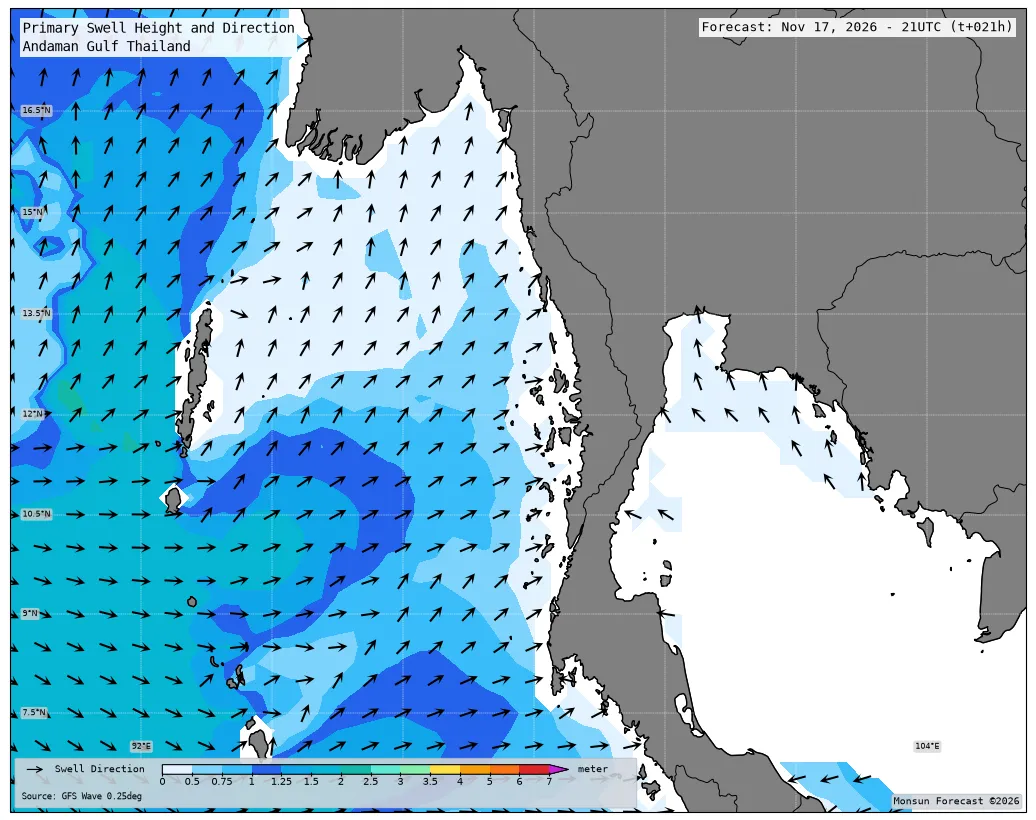 Primary Swell Height and Direction
Andaman Gulf Thailand
Forecast: Nov 17, 2026 - 21UTC (t+021h)
16.5°N
15°N
13.5°N
12°N
10.5°N
9°N
7.5°N
92°E
104°E
Swell Direction
0 0.5 0.75 1 1.25 1.5 2 2.5 3 3.5 4 5 6 7 meter
Source: GFS Wave 0.25deg
Monsun Forecast ©2026